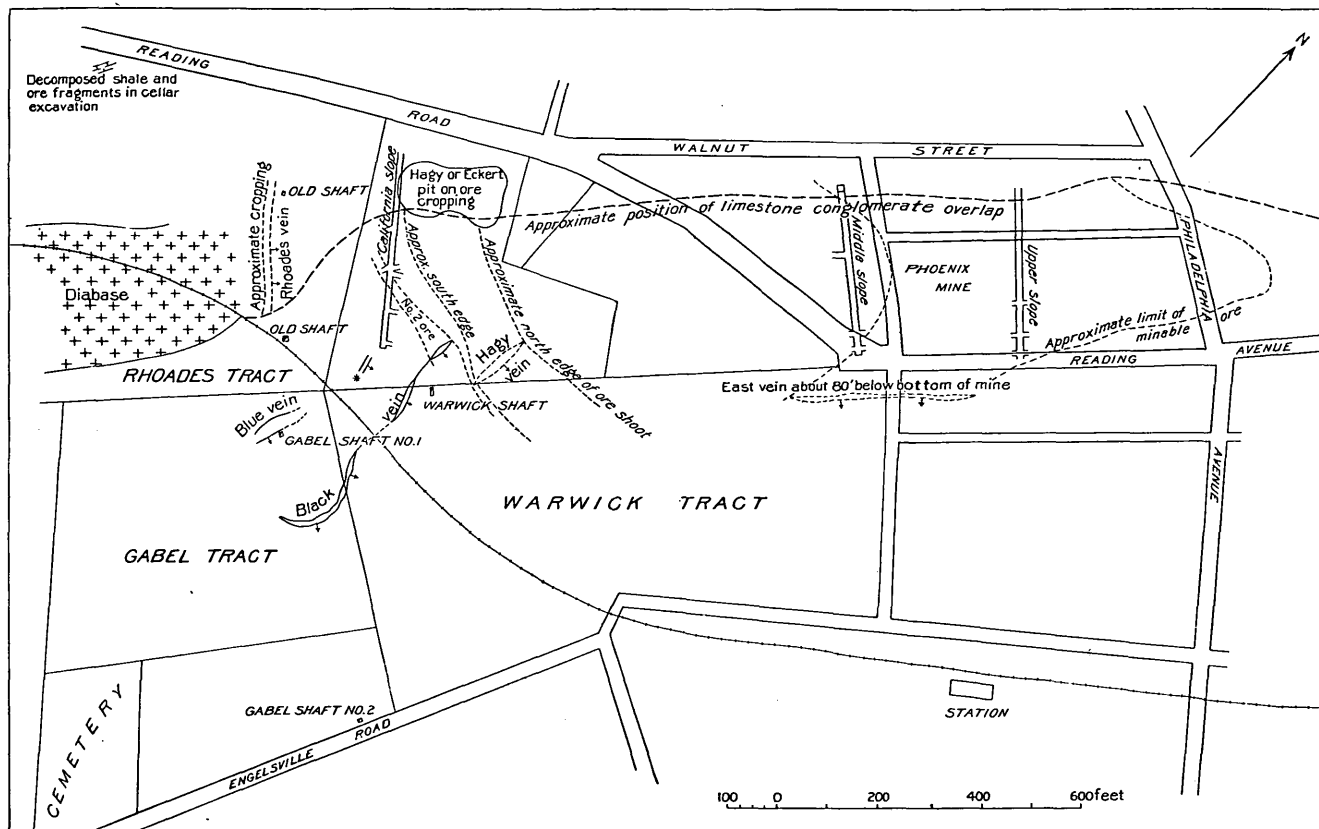 READING
ROAD
Decomposed shale and
ore fragments in cellar
excavation
N
WALNUT STREET
Approximate cropping
Rhoades vein
OLD SHAFT
California slope
Hagy or Eckert
pit on ore
cropping
Approximate position of limestone conglomerate overlap
Middle slope
PHOENIX
MINE
Upper Slope
PHILADELPHIA
AVENUE
Diabase
OLD SHAFT
No. 2 ore
Approx. south edge
Approximate north edge of ore shoot
Hagy
vein
Approximate limit of
minable ore
READING AVENUE
RHOADES TRACT
East vein about 80' below bottom of mine
WARWICK SHAFT
Blue vein
GABEL SHAFT NO.1
Black
vein
WARWICK TRACT
GABEL TRACT
CEMETERY
GABEL SHAFT NO.2
ENGELSVILLE ROAD
STATION
100 0 200 400 600 feet